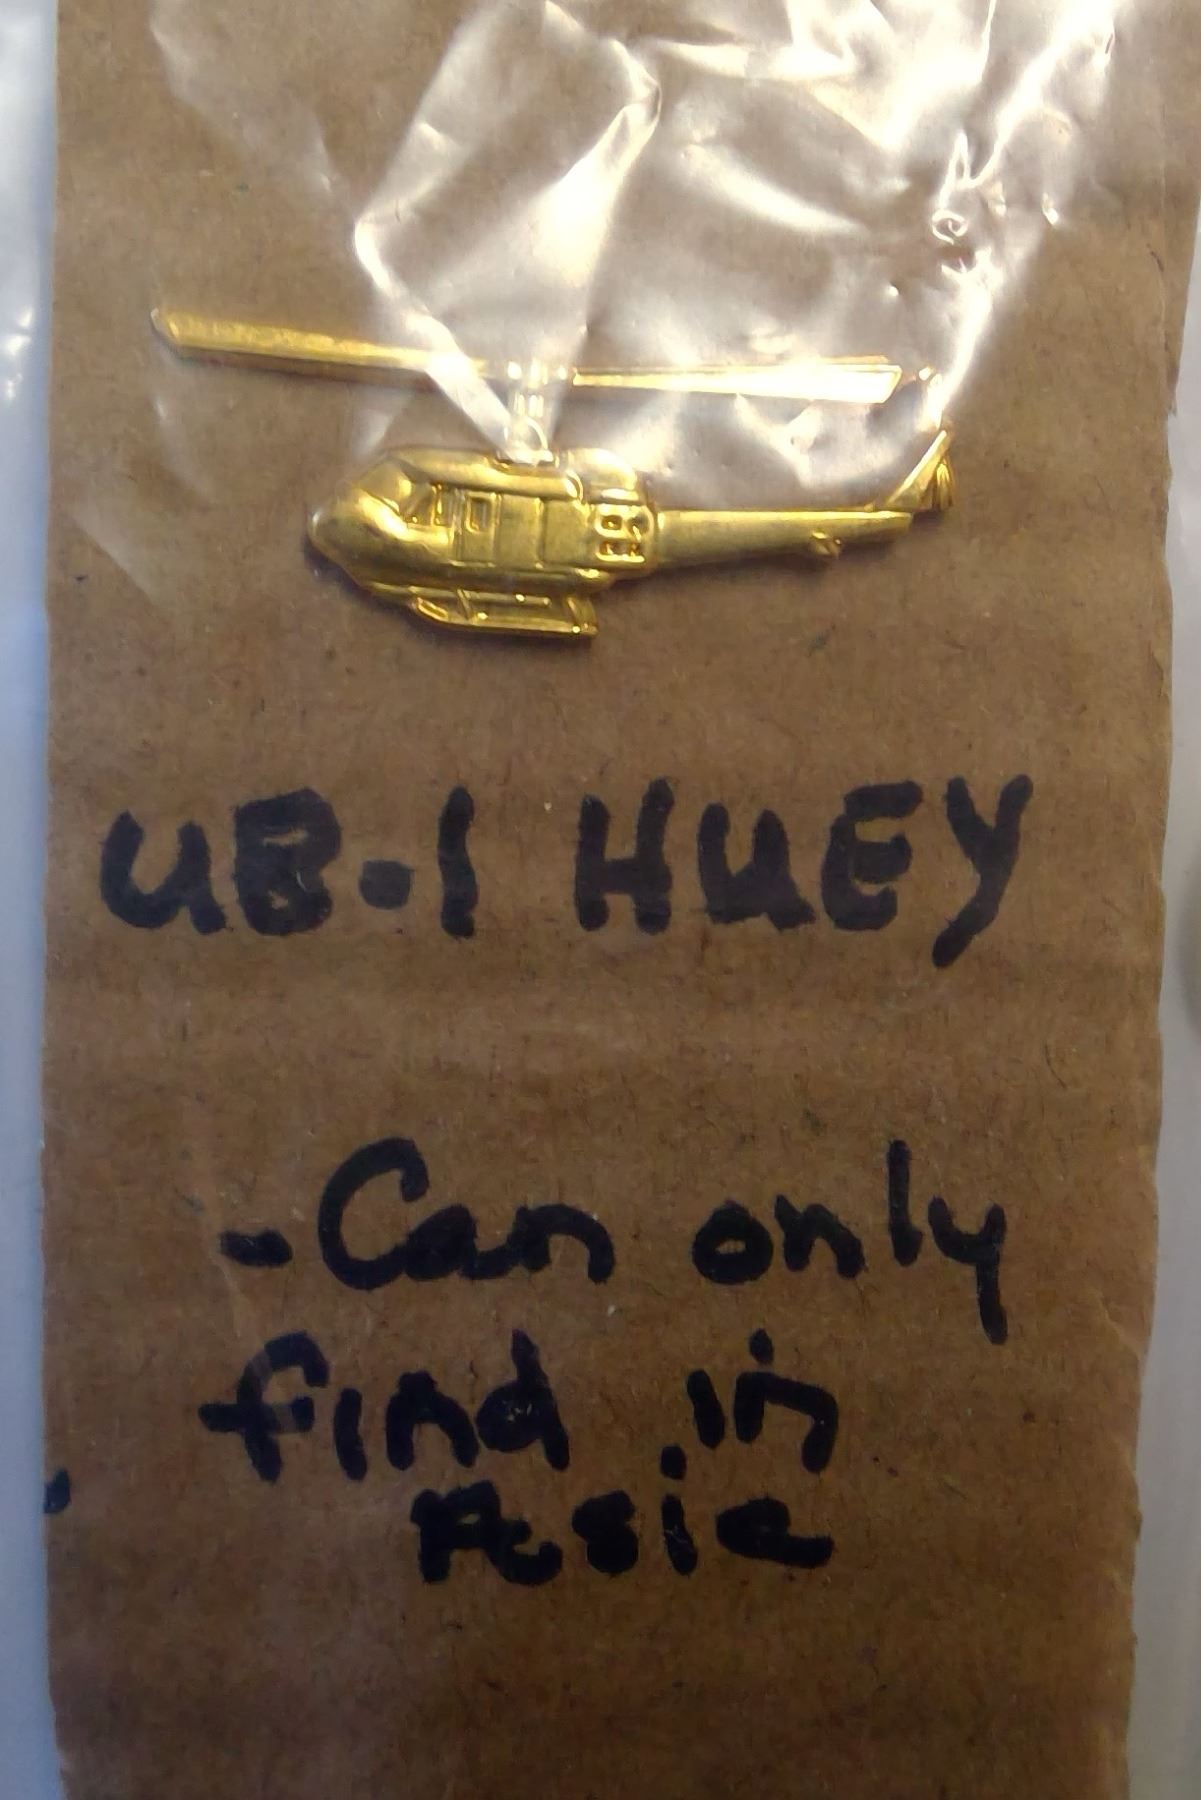 UB-1 HUEY
-Can only
find in
Asia